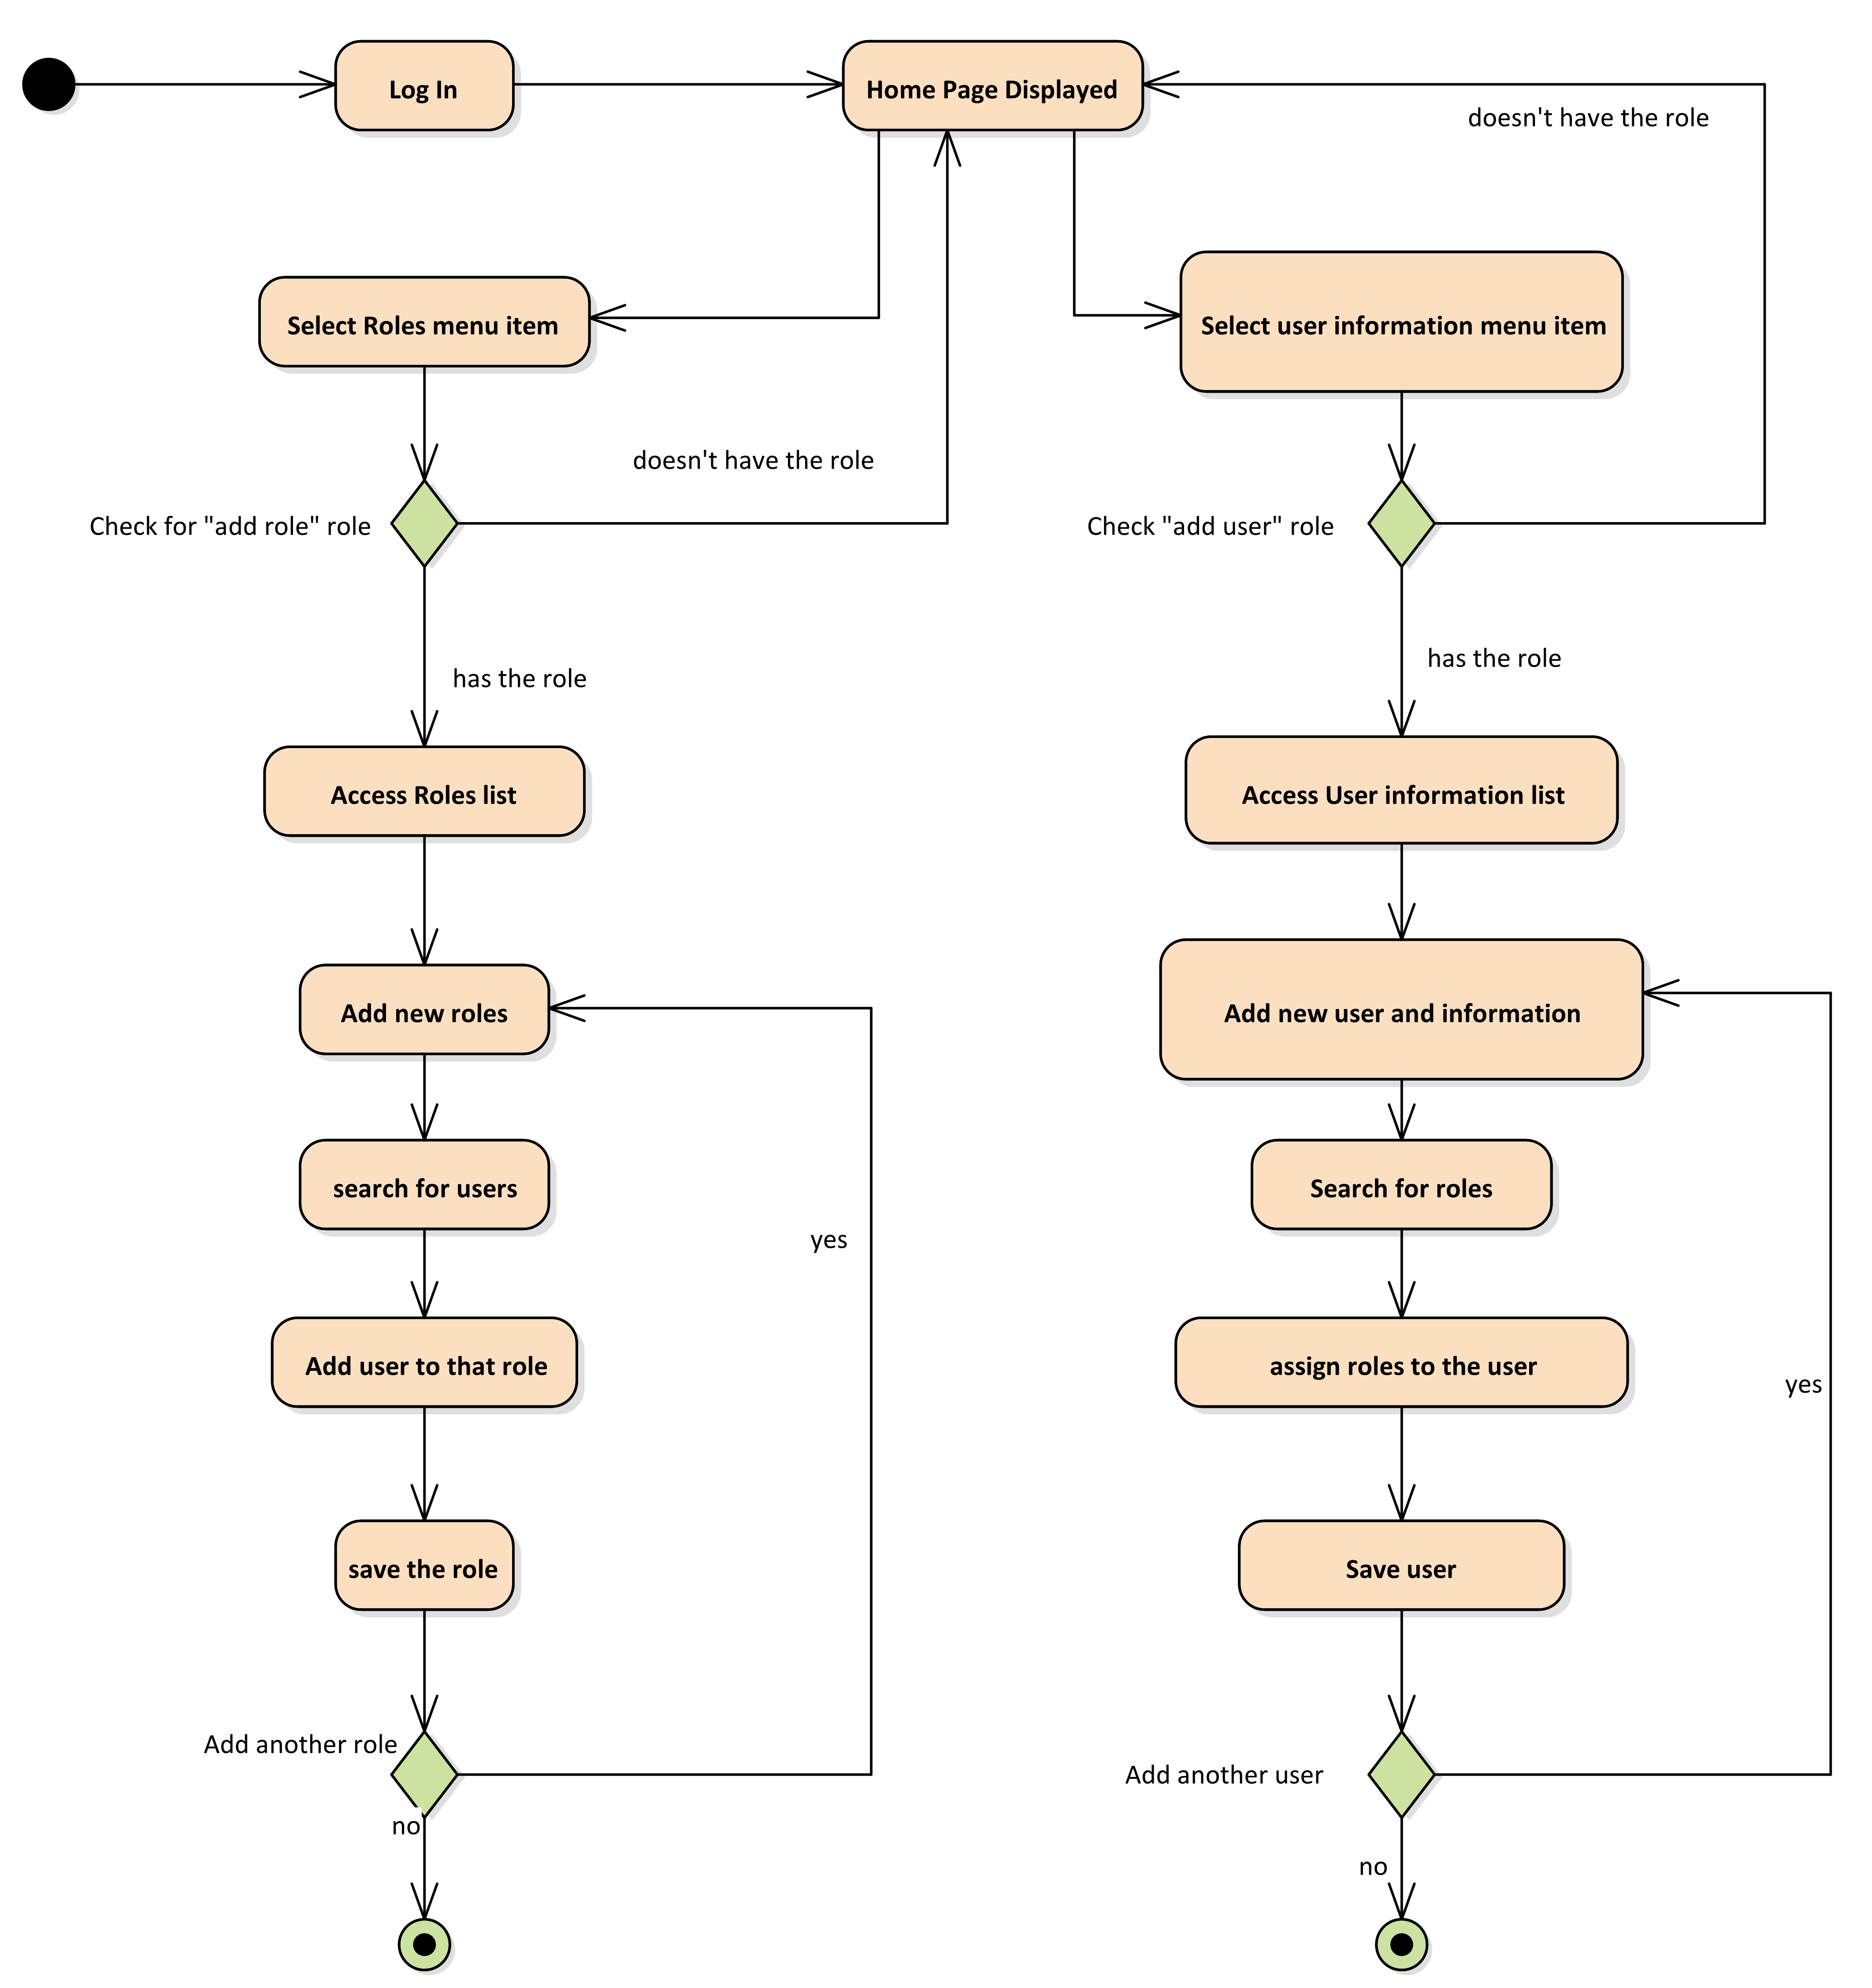 Log In
Home Page Displayed
doesn't have the role
Select Roles menu item
Select user information menu item
doesn't have the role
Check for "add role" role
Check "add user" role
has the role
has the role
Access Roles list
Access User information list
Add new roles
Add new user and information
search for users
Search for roles
yes
Add user to that role
assign roles to the user
yes
save the role
Save user
Add another role
Add another user
no
no